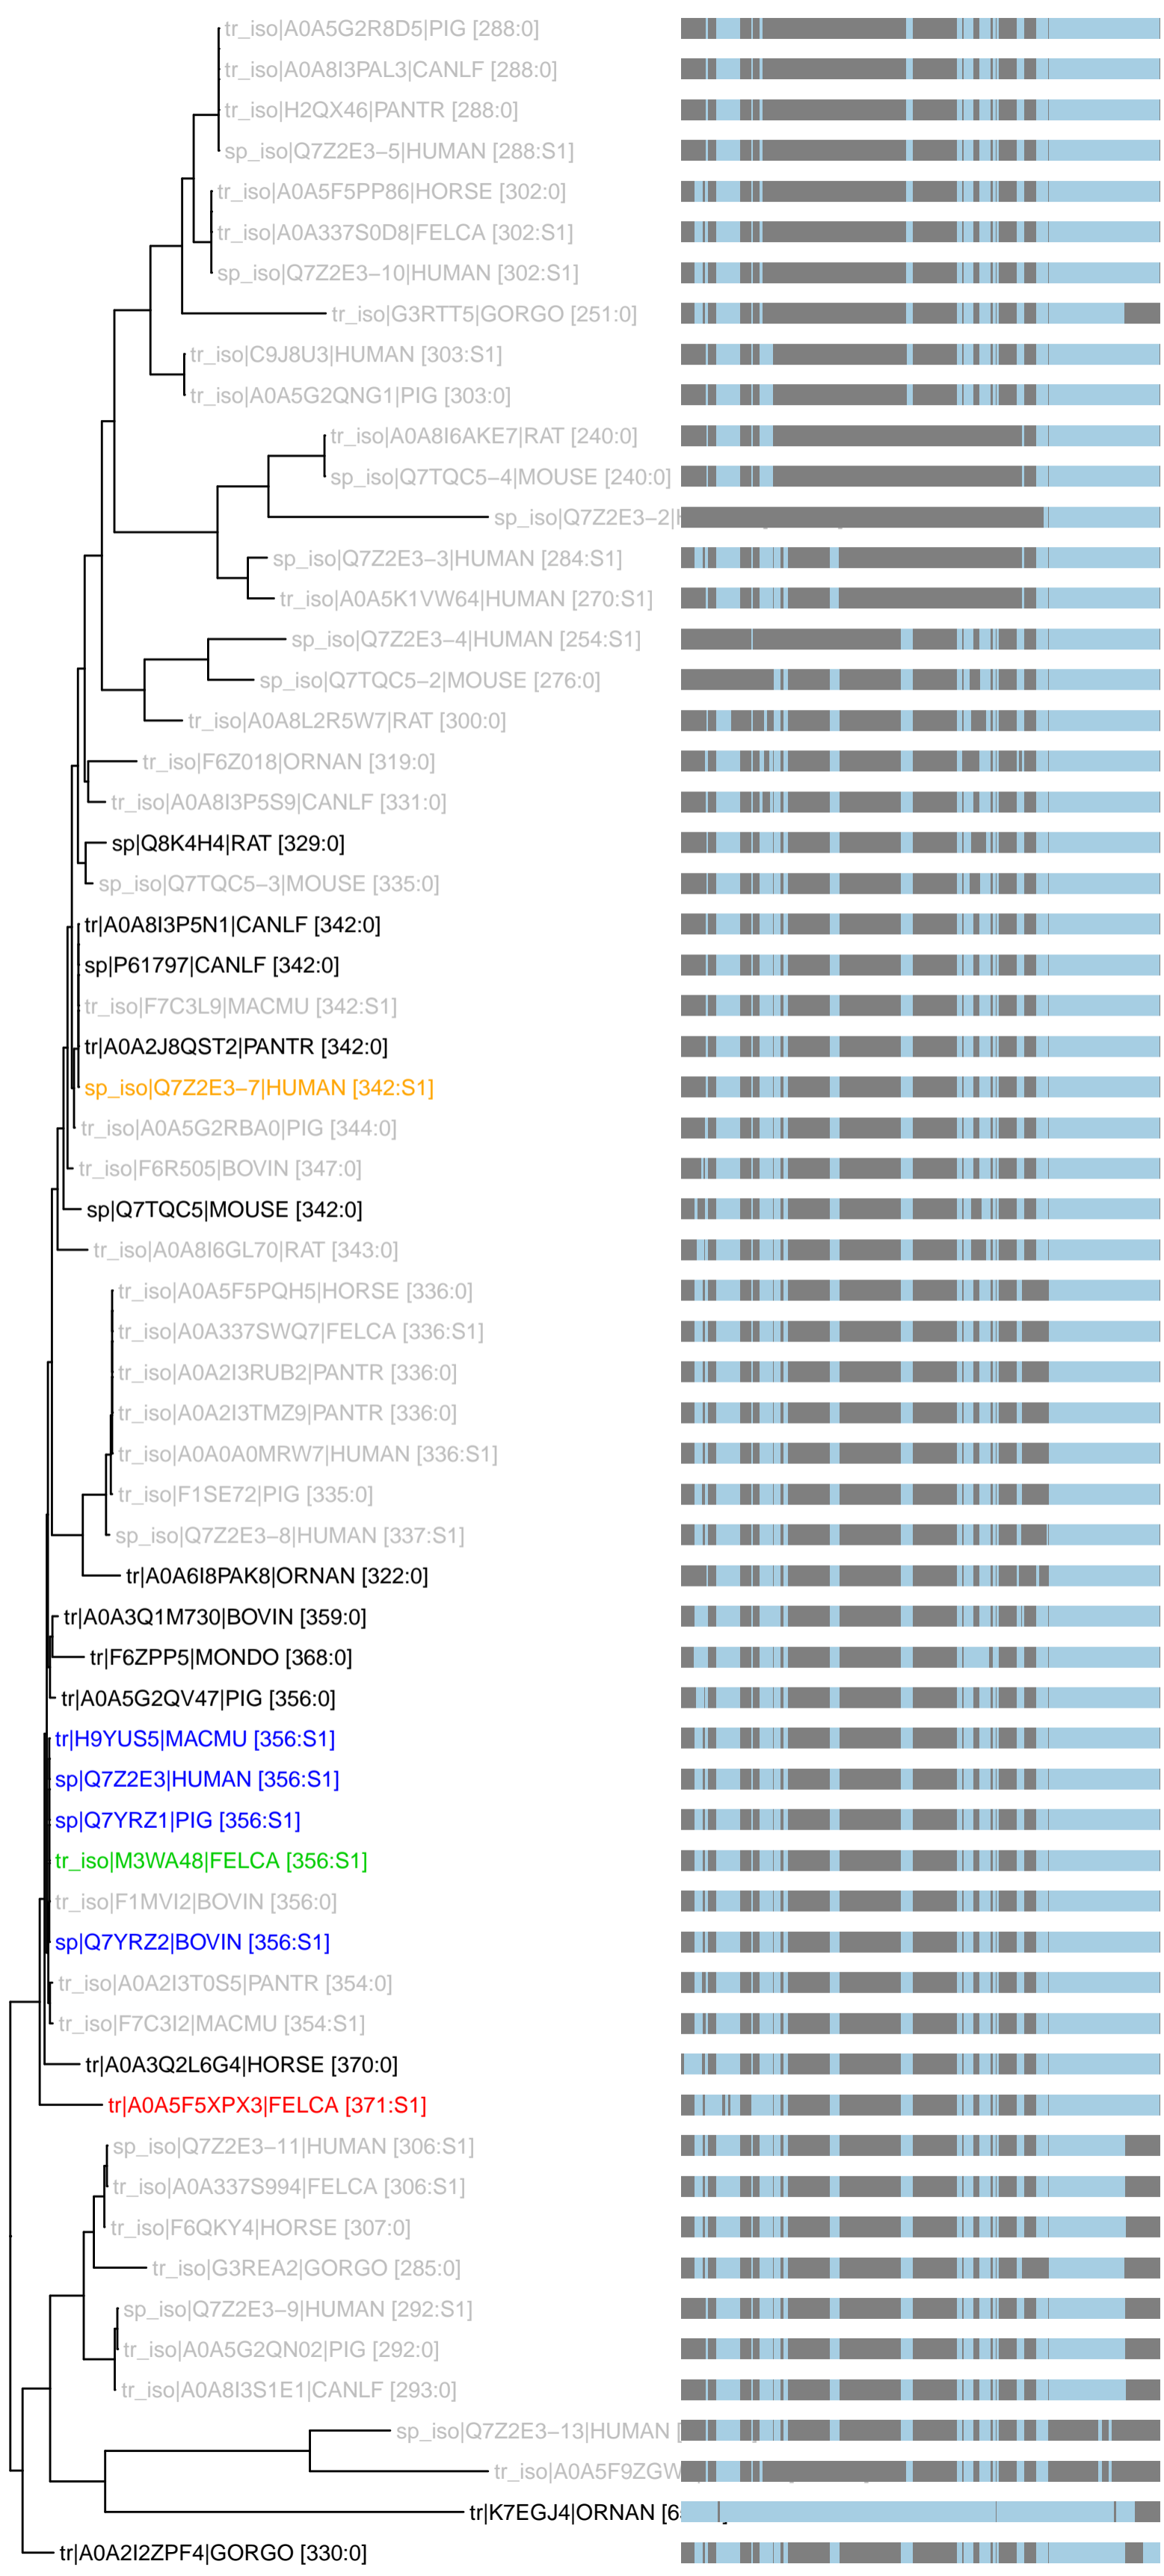 tr_iso|A0A5G2R8D5|PIG [288:0]
tr_iso|A0A8I3PAL3|CANLF [288:0]
tr_iso|H2QX46|PANTR [288:0]
sp_iso|Q7Z2E3−5|HUMAN [288:S1]
tr_iso|A0A5F5PP86|HORSE [302:0]
tr_iso|A0A337S0D8|FELCA [302:S1]
sp_iso|Q7Z2E3−10|HUMAN [302:S1]
tr_iso|G3RTT5|GORGO [251:0]
tr_iso|C9J8U3|HUMAN [303:S1]
tr_iso|A0A5G2QNG1|PIG [303:0]
tr_iso|A0A8I6AKE7|RAT [240:0]
sp_iso|Q7TQC5−4|MOUSE [240:0]
sp_iso|Q7Z2E3−2|
sp_iso|Q7Z2E3−3|HUMAN [284:S1]
tr_iso|A0A5K1VW64|HUMAN [270:S1]
sp_iso|Q7Z2E3−4|HUMAN [254:S1]
sp_iso|Q7TQC5−2|MOUSE [276:0]
tr_iso|A0A8L2R5W7|RAT [300:0]
tr_iso|F6Z018|ORNAN [319:0]
tr_iso|A0A8I3P5S9|CANLF [331:0]
sp|Q8K4H4|RAT [329:0]
sp_iso|Q7TQC5−3|MOUSE [335:0]
tr|A0A8I3P5N1|CANLF [342:0]
sp|P61797|CANLF [342:0]
tr_iso|F7C3L9|MACMU [342:S1]
tr|A0A2J8QST2|PANTR [342:0]
sp_iso|Q7Z2E3−7|HUMAN [342:S1]
tr_iso|A0A5G2RBA0|PIG [344:0]
tr_iso|F6R505|BOVIN [347:0]
sp|Q7TQC5|MOUSE [342:0]
tr_iso|A0A8I6GL70|RAT [343:0]
tr_iso|A0A5F5PQH5|HORSE [336:0]
tr_iso|A0A337SWQ7|FELCA [336:S1]
tr_iso|A0A2I3RUB2|PANTR [336:0]
tr_iso|A0A2I3TMZ9|PANTR [336:0]
tr_iso|A0A0A0MRW7|HUMAN [336:S1]
tr_iso|F1SE72|PIG [335:0]
sp_iso|Q7Z2E3−8|HUMAN [337:S1]
tr|A0A6I8PAK8|ORNAN [322:0]
tr|A0A3Q1M730|BOVIN [359:0]
tr|F6ZPP5|MONDO [368:0]
tr|A0A5G2QV47|PIG [356:0]
tr|H9YUS5|MACMU [356:S1]
sp|Q7Z2E3|HUMAN [356:S1]
sp|Q7YRZ1|PIG [356:S1]
tr_iso|M3WA48|FELCA [356:S1]
tr_iso|F1MVI2|BOVIN [356:0]
sp|Q7YRZ2|BOVIN [356:S1]
tr_iso|A0A2I3T0S5|PANTR [354:0]
tr_iso|F7C3I2|MACMU [354:S1]
tr|A0A3Q2L6G4|HORSE [370:0]
tr|A0A5F5XPX3|FELCA [371:S1]
sp_iso|Q7Z2E3−11|HUMAN [306:S1]
tr_iso|A0A337S994|FELCA [306:S1]
tr_iso|F6QKY4|HORSE [307:0]
tr_iso|G3REA2|GORGO [285:0]
sp_iso|Q7Z2E3−9|HUMAN [292:S1]
tr_iso|A0A5G2QN02|PIG [292:0]
tr_iso|A0A8I3S1E1|CANLF [293:0]
sp_iso|Q7Z2E3−13|HUMAN [
tr_iso|A0A5F9ZGW
tr|K7EGJ4|ORNAN [6
tr|A0A2I2ZPF4|GORGO [330:0]